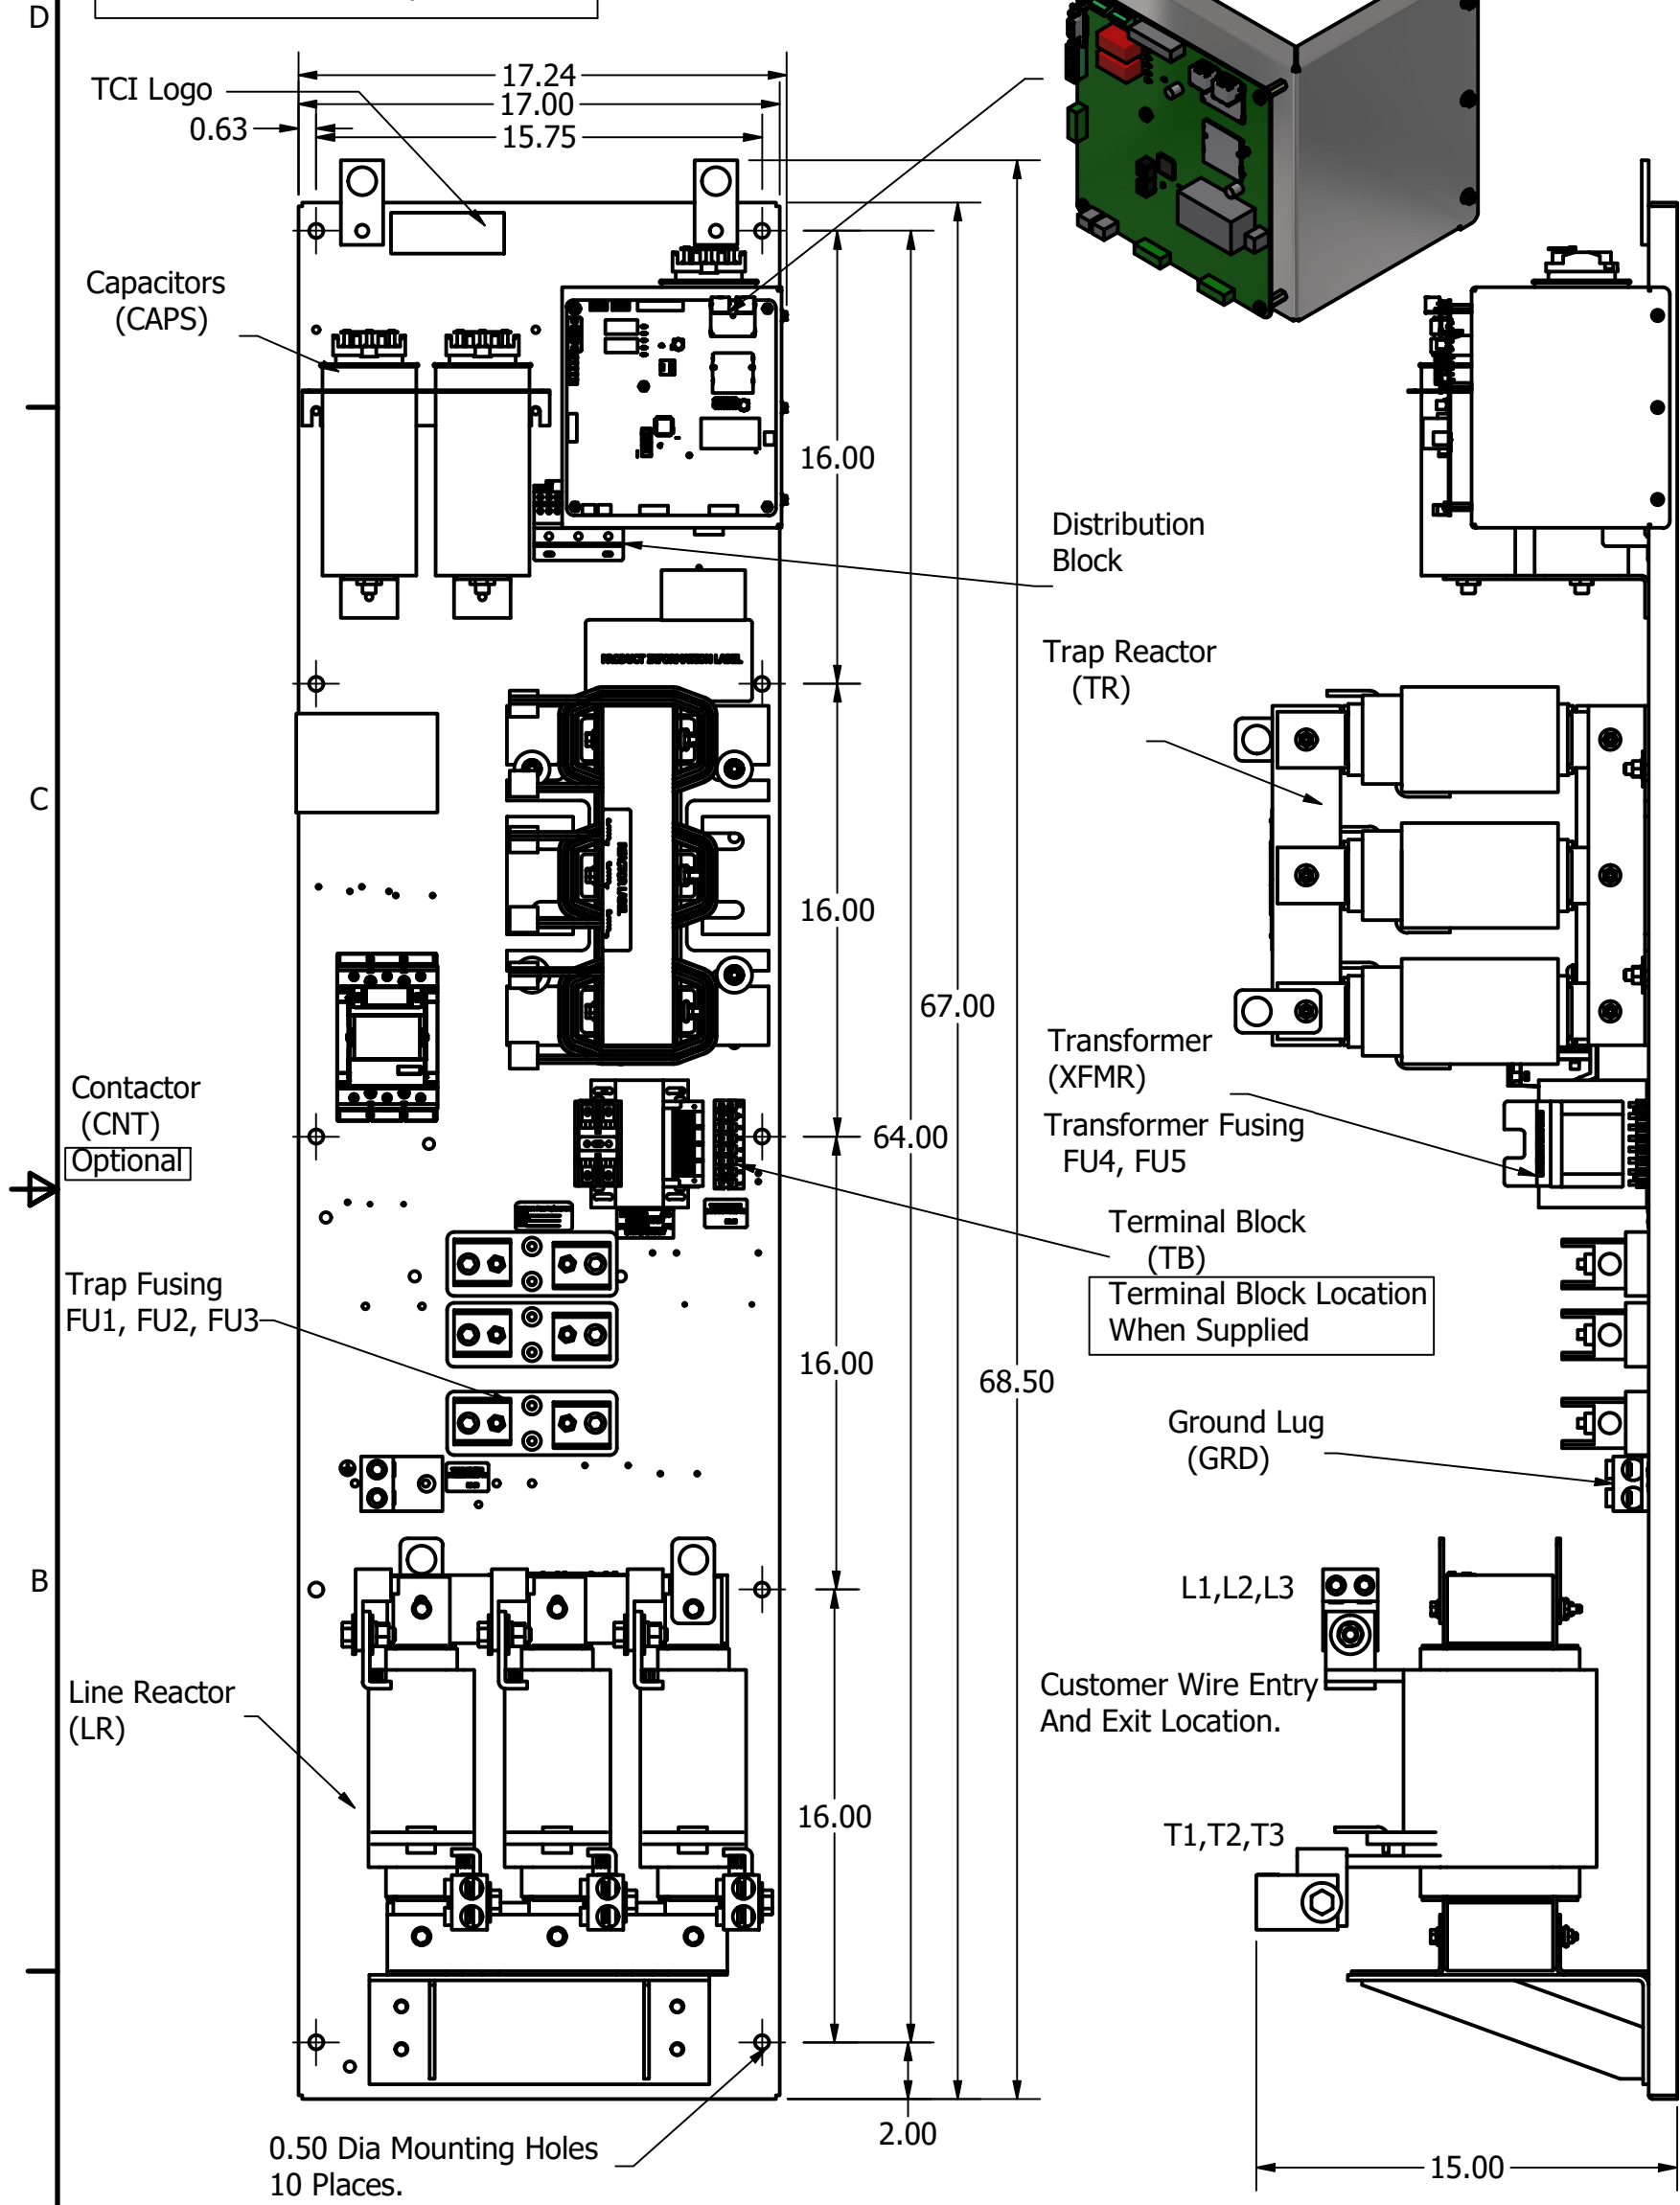 D
17.24
TCI Logo
17.00
0.63
15.75
Capacitors
(CAPS)
16.00
Distribution
Block
Trap Reactor
(TR)
PRODUCT INFORMATION LABEL
C
16.00
67.00
Transformer
(XFMR)
Contactor
(CNT)
Optional
64.00
Transformer Fusing
FU4, FU5
Terminal Block
(TB)
Terminal Block Location
When Supplied
Trap Fusing
FU1, FU2, FU3
16.00
68.50
Ground Lug
(GRD)
B
L1,L2,L3
Line Reactor
(LR)
Customer Wire Entry
And Exit Location.
16.00
T1,T2,T3
2.00
0.50 Dia Mounting Holes
10 Places.
15.00